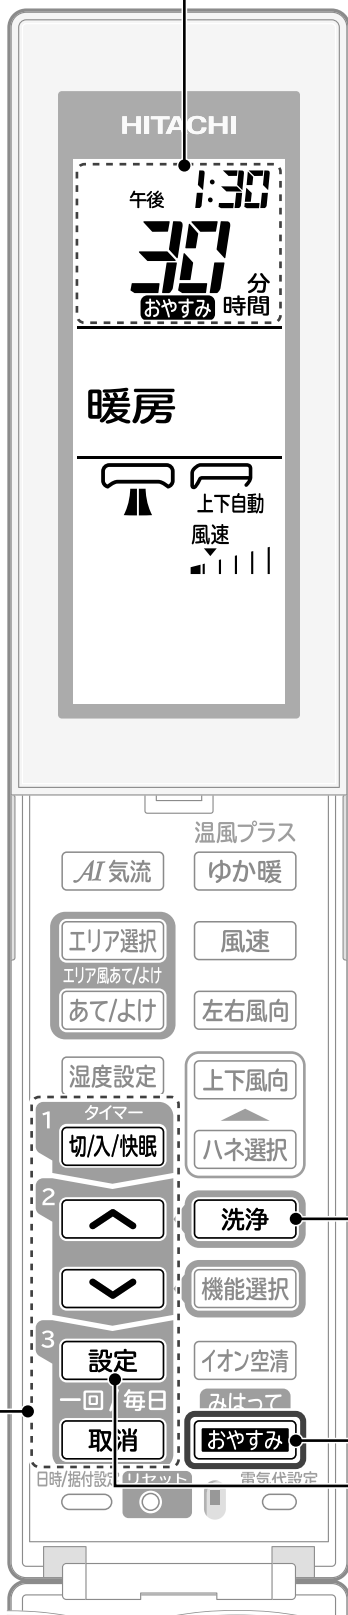 HITACHI
午後 1:30
30 分
おやすみ 時間
暖房
上下自動
風速
温風プラス
AI 気流 ゆか暖
エリア選択 風速
エリア風あて/よけ
あて/よけ 左右風向
湿度設定 上下風向
1 タイマー
切/入/快眠 ハネ選択
2
洗浄
機能選択
3
設定 イオン空清
一回/毎日 みはって
取消 おやすみ
日時/据付設定 リセット 電気代設定